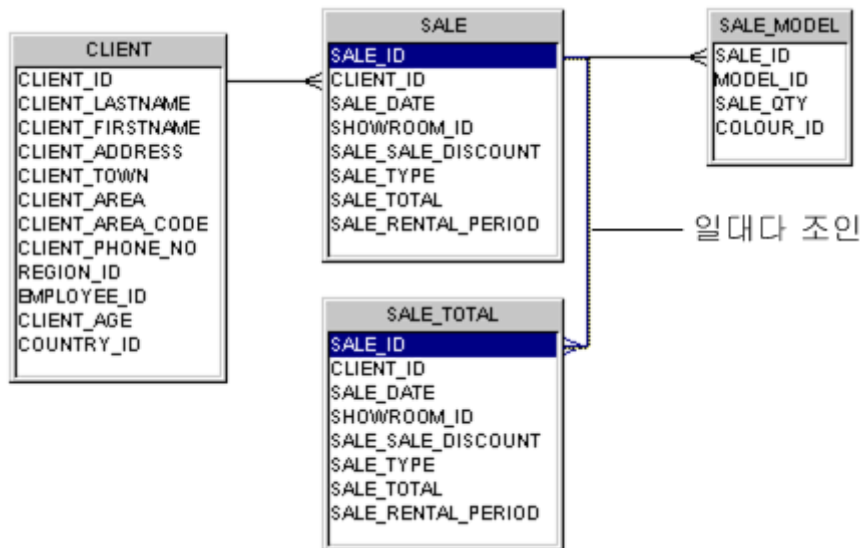 CLIENT
CLIENT_ID
CLIENT_LASTNAME
CLIENT_FIRSTNAME
CLIENT_ADDRESS
CLIENT_TOWN
CLIENT_AREA
CLIENT_AREA_CODE
CLIENT_PHONE_NO
REGION_ID
EMPLOYEE_ID
CLIENT_AGE
COUNTRY_ID
SALE
SALE_ID
CLIENT_ID
SALE_DATE
SHOWROOM_ID
SALE_SALE_DISCOUNT
SALE_TYPE
SALE_TOTAL
SALE_RENTAL_PERIOD
SALE_MODEL
SALE_ID
MODEL_ID
SALE_QTY
COLOUR_ID
일대다 조인
SALE_TOTAL
SALE_ID
CLIENT_ID
SALE_DATE
SHOWROOM_ID
SALE_SALE_DISCOUNT
SALE_TYPE
SALE_TOTAL
SALE_RENTAL_PERIOD